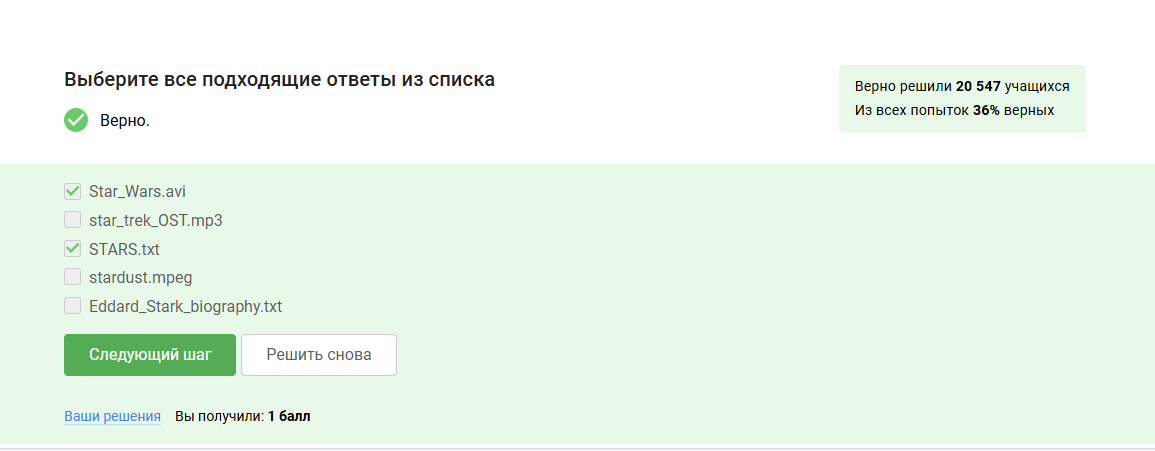 Выберите все подходящие ответы из списка
Верно.
Верно решили 20 547 учащихся
Из всех попыток 36% верных
Star_Wars.avi
star_trek_OST.mp3
STARS.txt
stardust.mpeg
Eddard_Stark_biography.txt
Следующий шаг
Решить снова
Ваши решения
Вы получили: 1 балл